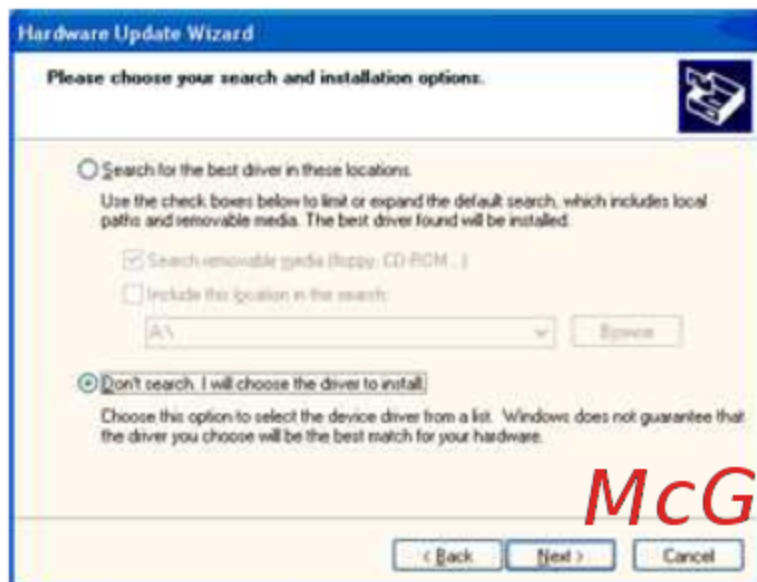 Hardware Update Wizard
Please choose your search and installation options.
Search for the best driver in these locations.
Use the check boxes below to limit or expand the default search, which includes local
paths and removable media. The best driver found will be installed.
Search removable media (floppy, CD-ROM...)
Include this location in the search:
A:\
Browse
Don't search. I will choose the driver to install.
Choose this option to select the device driver from a list. Windows does not guarantee that
the driver you choose will be the best match for your hardware.
McG
< Back
Next >
Cancel